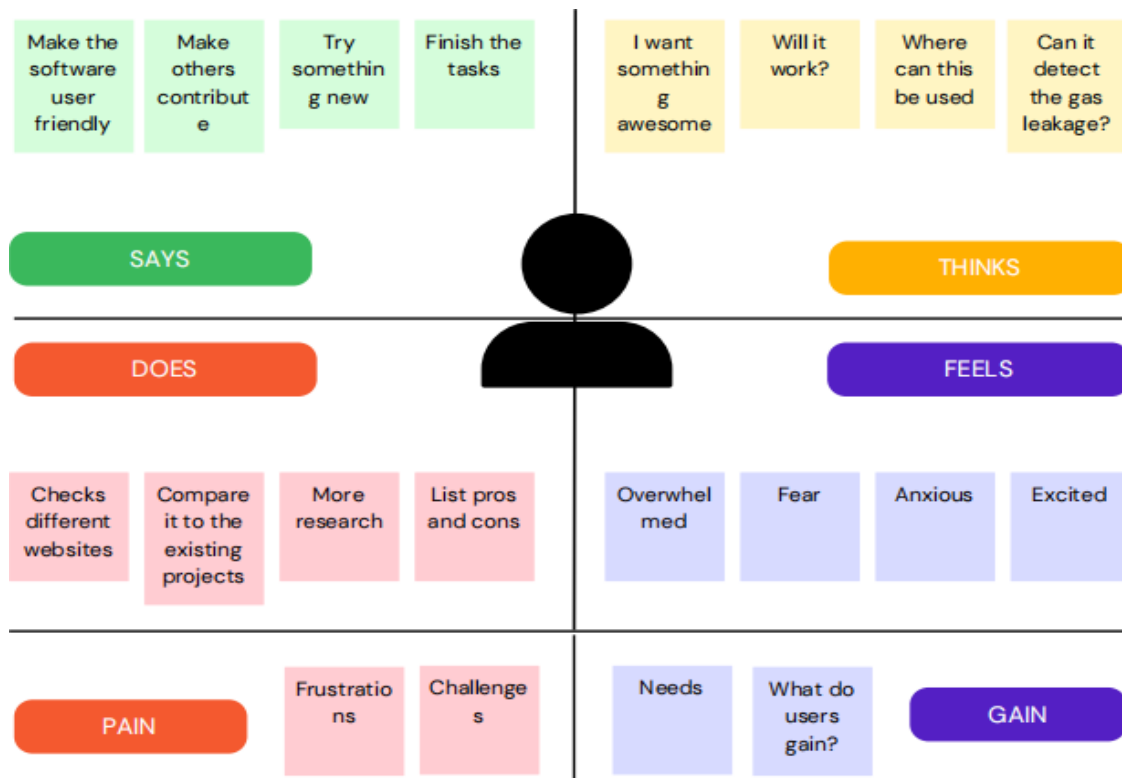 Make the
software
user
friendly
Make
others
contribut
e
Try
somethin
g new
Finish the
tasks
I want
somethin
g
awesome
Will it
work?
Where
can this
be used
Can it
detect
the gas
leakage?
SAYS
THINKS
DOES
FEELS
Checks
different
websites
Compare
it to the
existing
projects
More
research
List pros
and cons
Overwhel
med
Fear
Anxious
Excited
PAIN
Frustratio
ns
Challenge
s
Needs
What do
users
gain?
GAIN